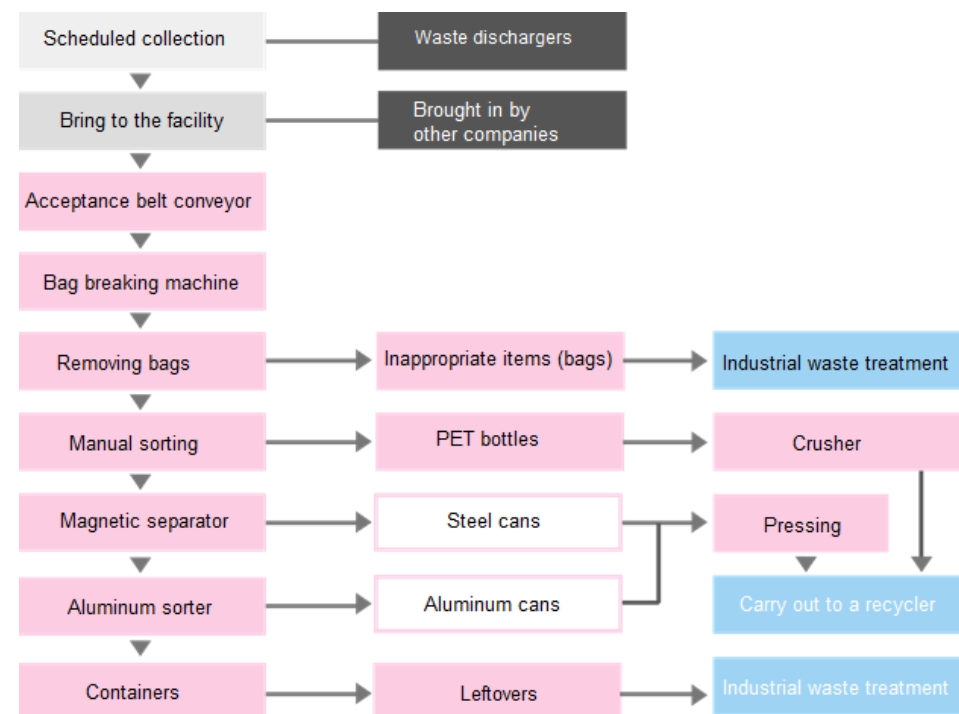 Scheduled collection
Waste dischargers
Bring to the facility
Brought in by
other companies
Acceptance belt conveyor
Bag breaking machine
Removing bags
Inappropriate items (bags)
Industrial waste treatment
Manual sorting
PET bottles
Crusher
Magnetic separator
Steel cans
Pressing
Aluminum sorter
Aluminum cans
Carry out to a recycler
Containers
Leftovers
Industrial waste treatment